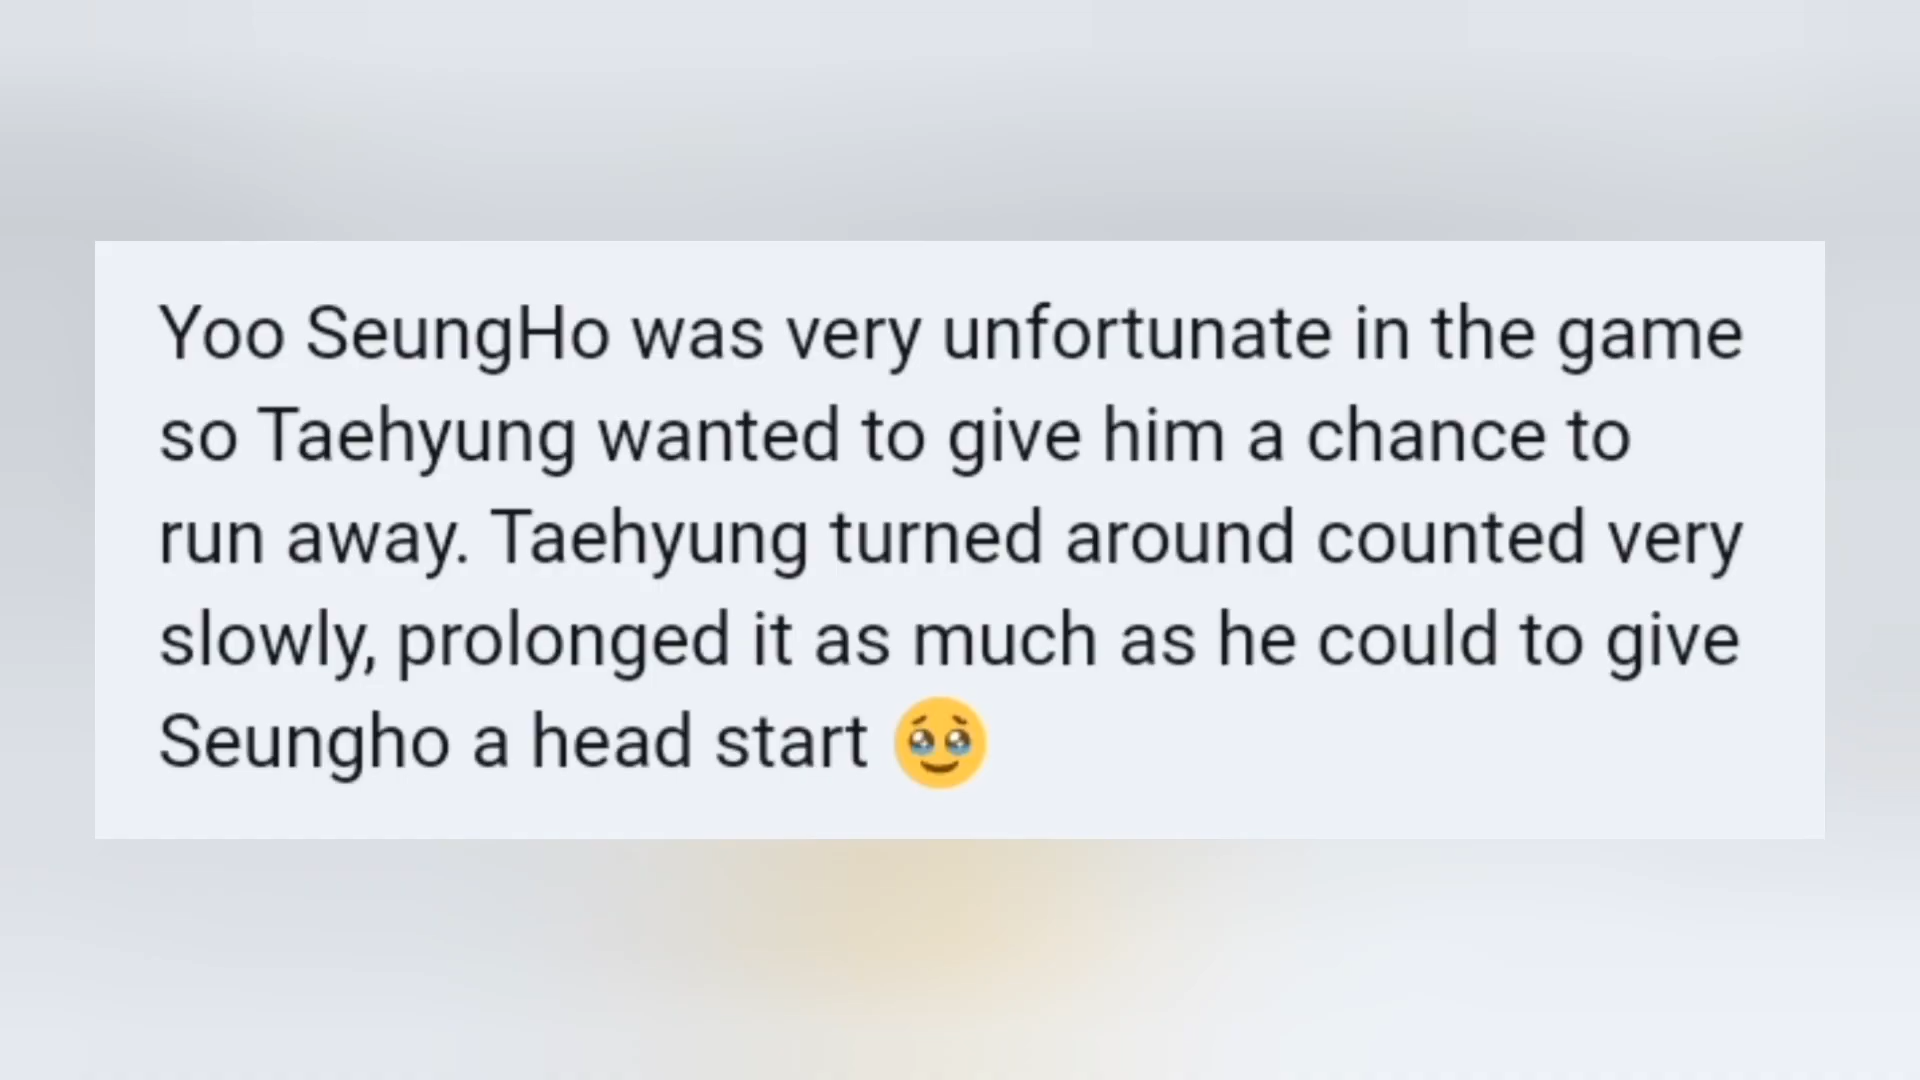 Yoo SeungHo was very unfortunate in the game
so Taehyung wanted to give him a chance to
run away. Taehyung turned around counted very
slowly, prolonged it as much as he could to give
Seungho a head start 🥹